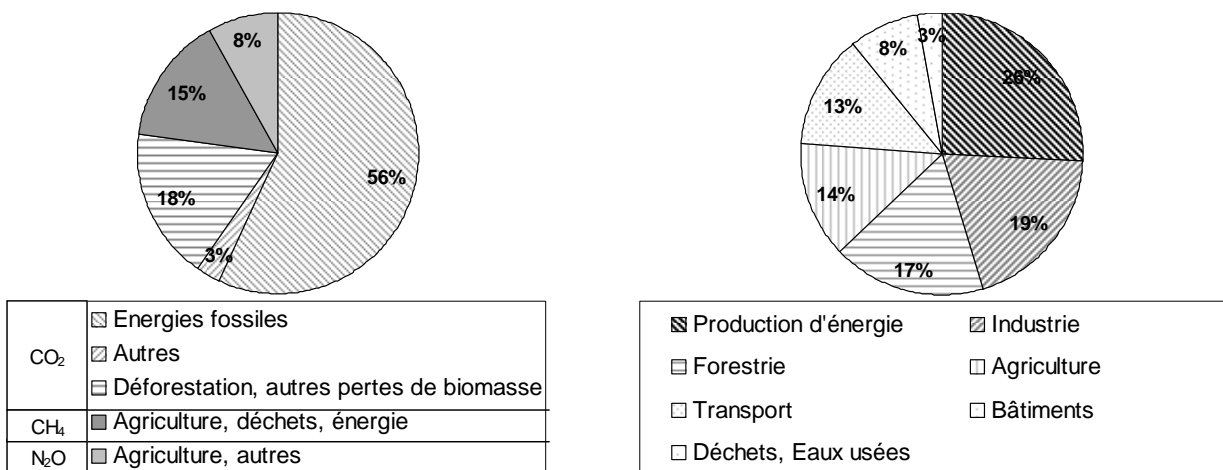 8%
15%
56%
18%
3%
3%
8%
26%
13%
14%
19%
17%
CO2
Energies fossiles
Autres
Déforestation, autres pertes de biomasse
CH4 Agriculture, déchets, énergie
N2O Agriculture, autres
Production d'énergie Industrie
Forestrie Agriculture
Transport Bâtiments
Déchets, Eaux usées